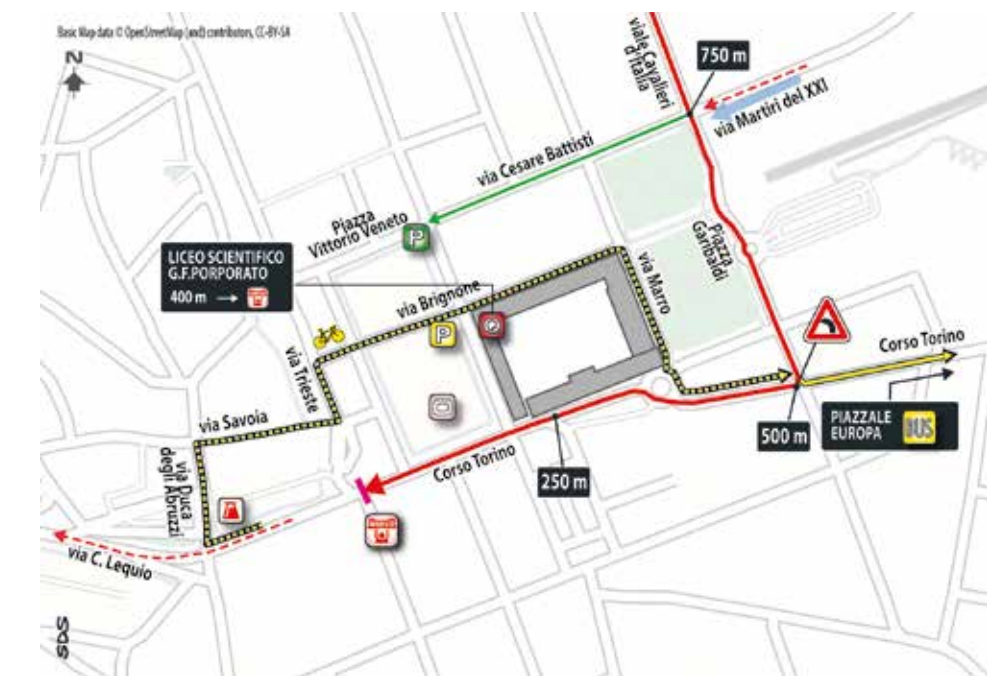 Basic Map data © OpenStreetMap (and) contributors, CC-BY-SA
N
viale Cavalieri
d'Italia
750 m
via Martiri del XXI
via Cesare Battisti
Piazza
Vittorio Veneto
P
Piazza
Garibaldi
LICEO SCIENTIFICO
G.F.PORPORATO
400 m
via Brignone
via Marro
P
via Trieste
Corso Torino
via Savoia
PIAZZALE
EUROPA
BUS
500 m
250 m
Corso Torino
via Duca
degli Abruzzi
via C. Lequio
SDS